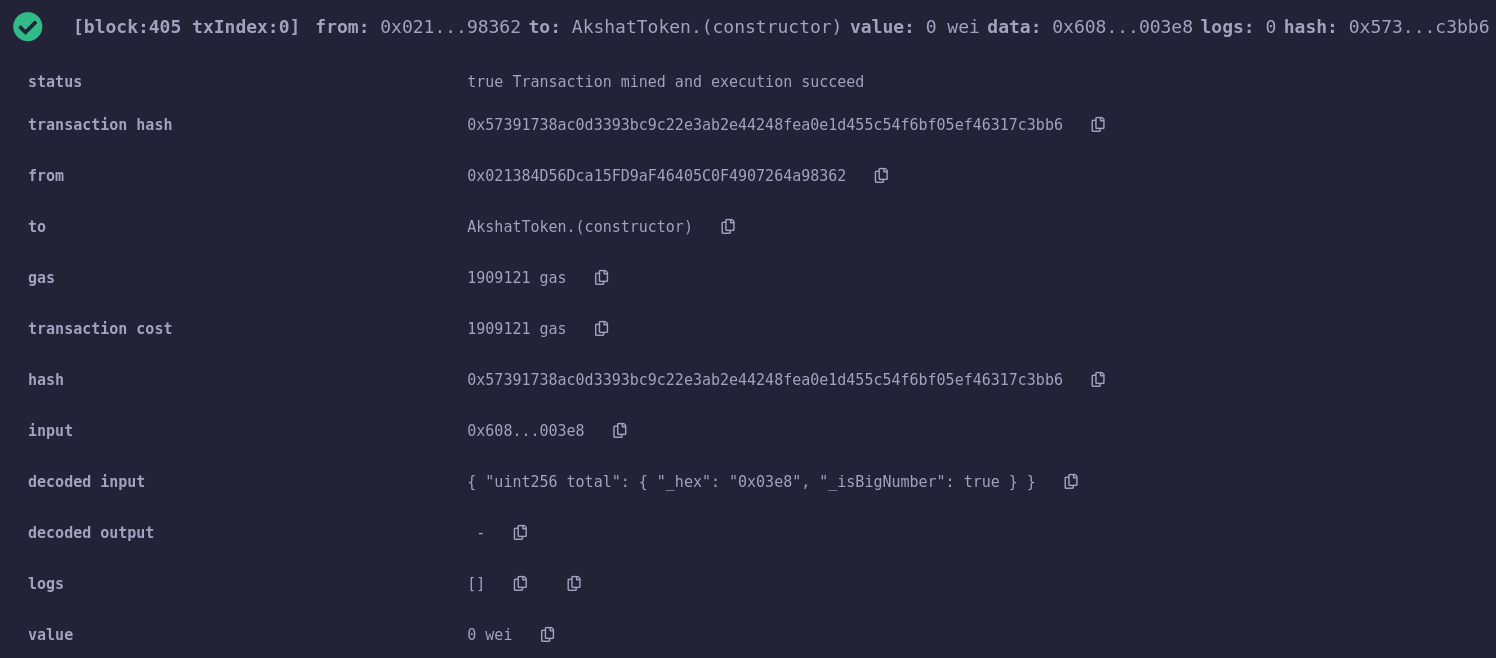 [block:405 txIndex:0] from: 0x021...98362 to: AkshatToken.(constructor) value: 0 wei data: 0x608...003e8 logs: 0 hash: 0x573...c3bb6
status true Transaction mined and execution succeed
transaction hash 0x57391738ac0d3393bc9c22e3ab2e44248fea0e1d455c54f6bf05ef46317c3bb6
from 0x021384D56Dca15FD9aF46405C0F4907264a98362
to AkshatToken.(constructor)
gas 1909121 gas
transaction cost 1909121 gas
hash 0x57391738ac0d3393bc9c22e3ab2e44248fea0e1d455c54f6bf05ef46317c3bb6
input 0x608...003e8
decoded input { "uint256 total": { "_hex": "0x03e8", "_isBigNumber": true } }
decoded output -
logs []
value 0 wei